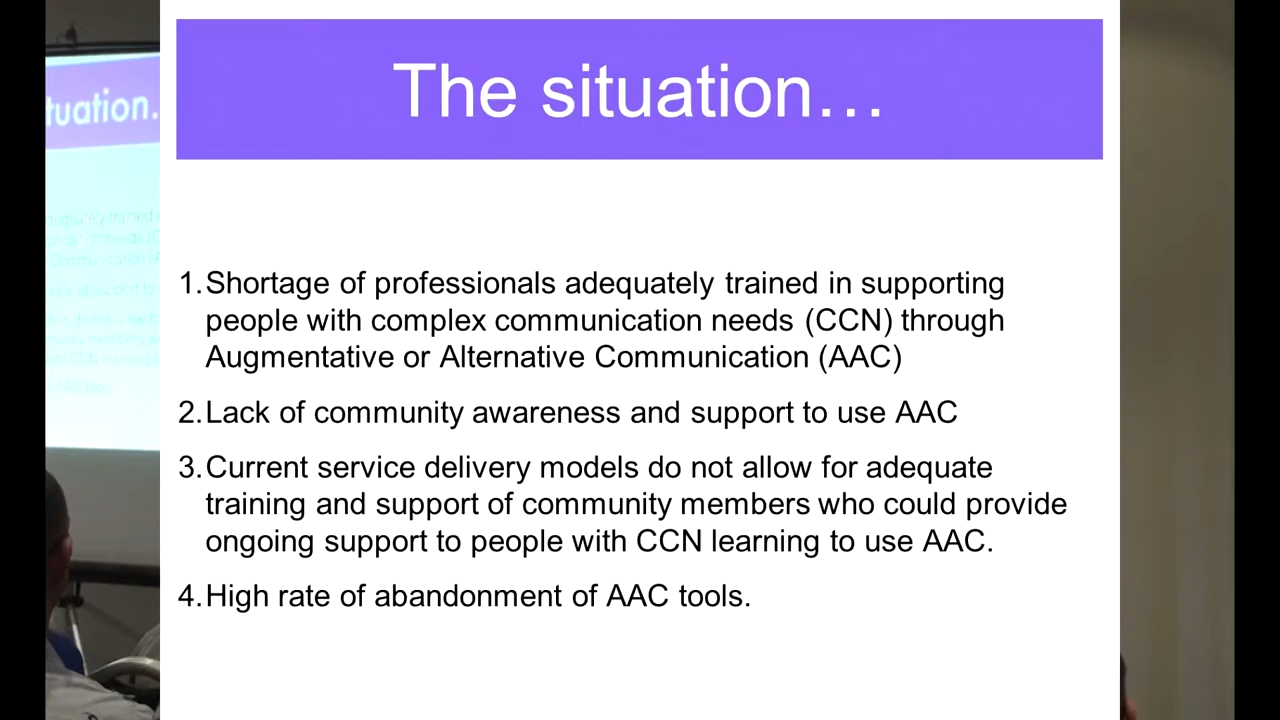 The situation…
tuation.
1. Shortage of professionals adequately trained in supporting
people with complex communication needs (CCN) through
Augmentative or Alternative Communication (AAC)
2. Lack of community awareness and support to use AAC
3. Current service delivery models do not allow for adequate
training and support of community members who could provide
ongoing support to people with CCN learning to use AAC.
4. High rate of abandonment of AAC tools.